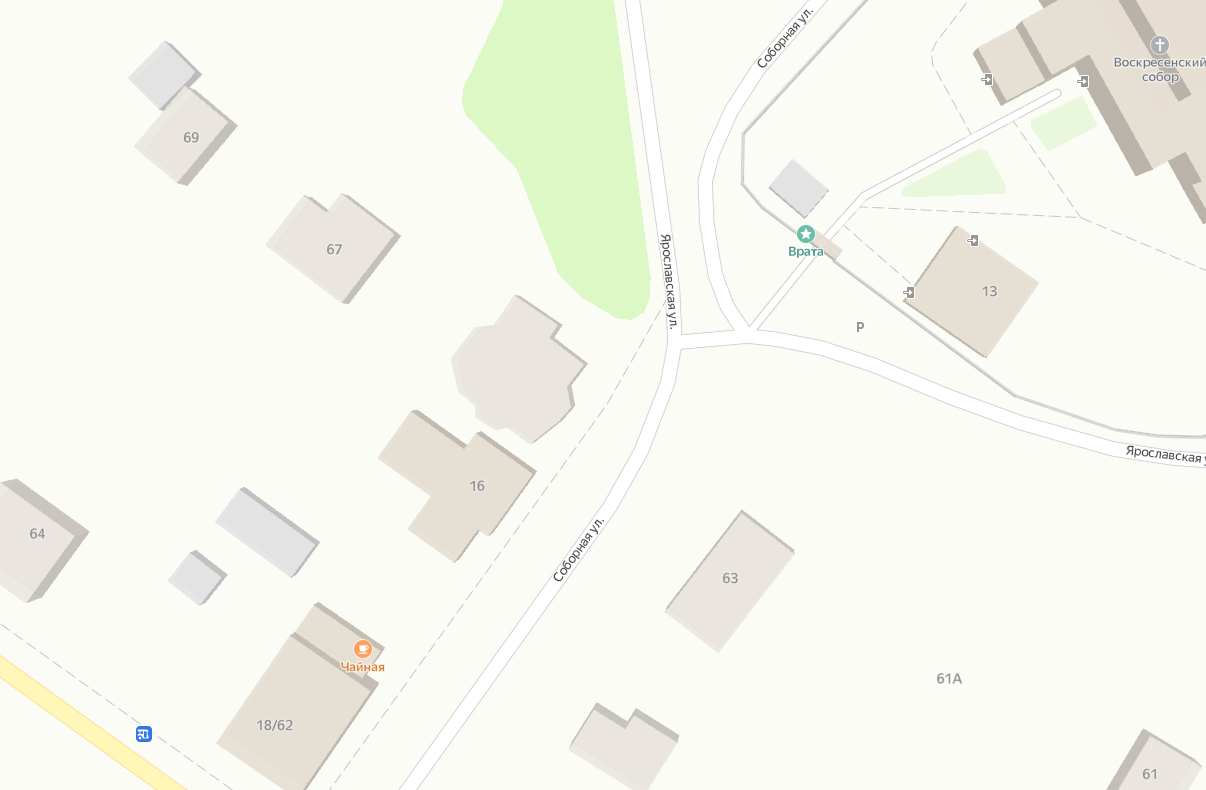 Соборная ул.
Воскресенский
собор
69
67
Ярославская ул.
Врата
13
P
Ярославская
16
64
Соборная ул.
63
Чайная
61А
18/62
61